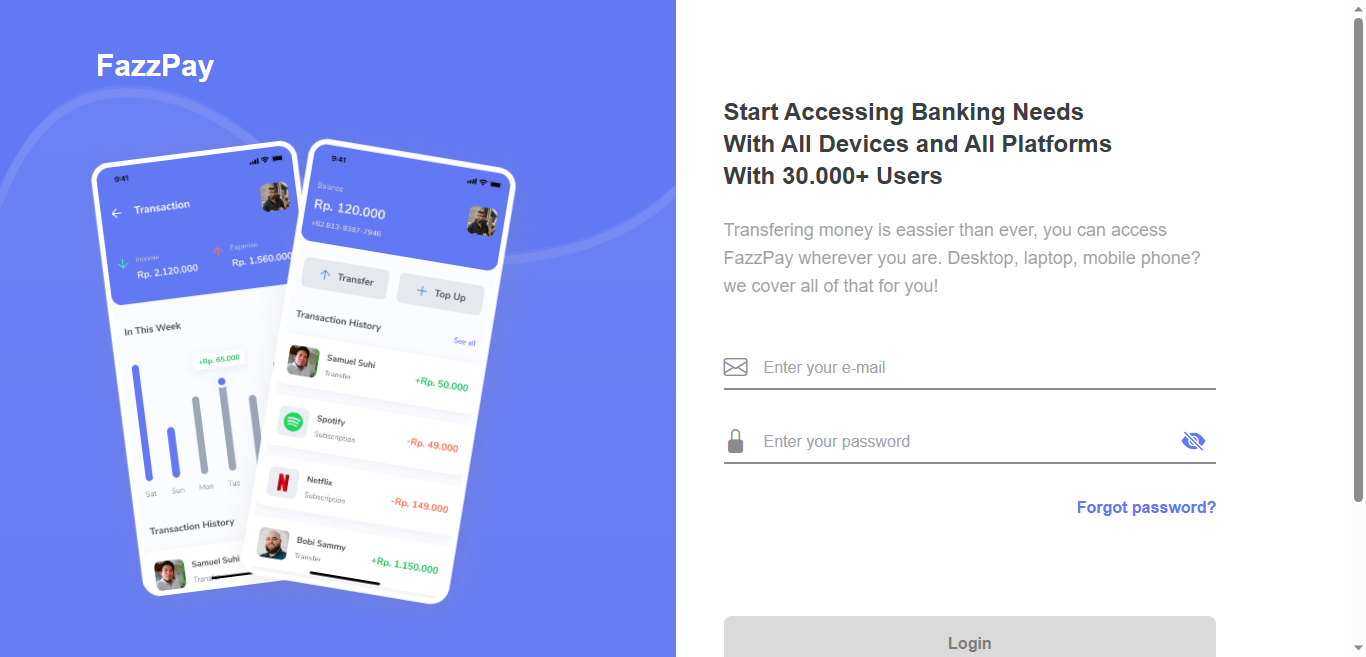 FazzPay
9:41
Transaction
Income
Rp. 2.120.000
Expense
Rp. 1.560.000
In This Week
+Rp. 65.000
Sat
Sun
Mon
Tue
Transaction History
Samuel Suhi
9:41
Balance
Rp. 120.000
+62 813-9387-7946
Transfer
Top Up
Transaction History
See all
Samuel Suhi
Transfer
+Rp. 50.000
Spotify
Subscription
-Rp. 49.000
Netflix
Subscription
-Rp. 149.000
Bobi Sammy
Transfer
+Rp. 1.150.000
Start Accessing Banking Needs
With All Devices and All Platforms
With 30.000+ Users
Transfering money is eassier than ever, you can access
FazzPay wherever you are. Desktop, laptop, mobile phone?
we cover all of that for you!
Enter your e-mail
Enter your password
Forgot password?
Login